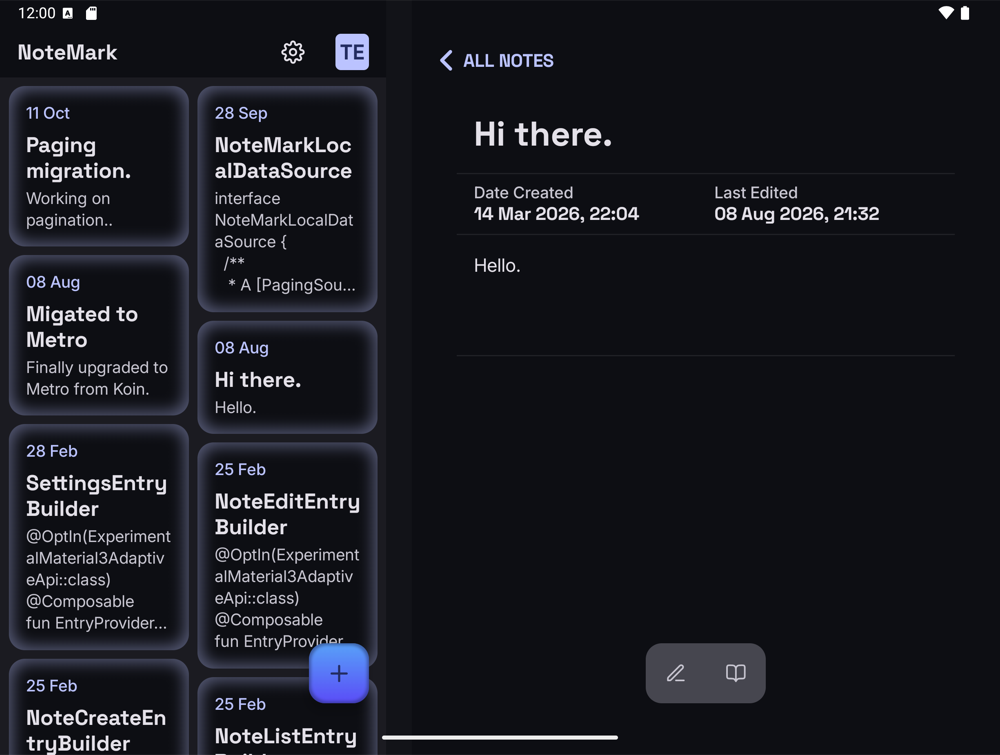 12:00
NoteMark
TE
11 Oct
Paging
migration.
Working on
pagination..
08 Aug
Migated to
Metro
Finally upgraded to
Metro from Koin.
28 Feb
SettingsEntry
Builder
@OptIn(Experiment
alMaterial3Adaptiv
eApi::class)
@Composable
fun EntryProvider...
25 Feb
NoteCreateEn
tryBuilder
28 Sep
NoteMarkLoc
alDataSource
interface
NoteMarkLocalDat
aSource {
/**
* A [PagingSou...
08 Aug
Hi there.
Hello.
25 Feb
NoteEditEntry
Builder
@OptIn(Experiment
alMaterial3Adaptiv
eApi::class)
@Composable
fun EntryProvider
25 Feb
NoteListEntry
+
ALL NOTES
Hi there.
Date Created
14 Mar 2026, 22:04
Last Edited
08 Aug 2026, 21:32
Hello.